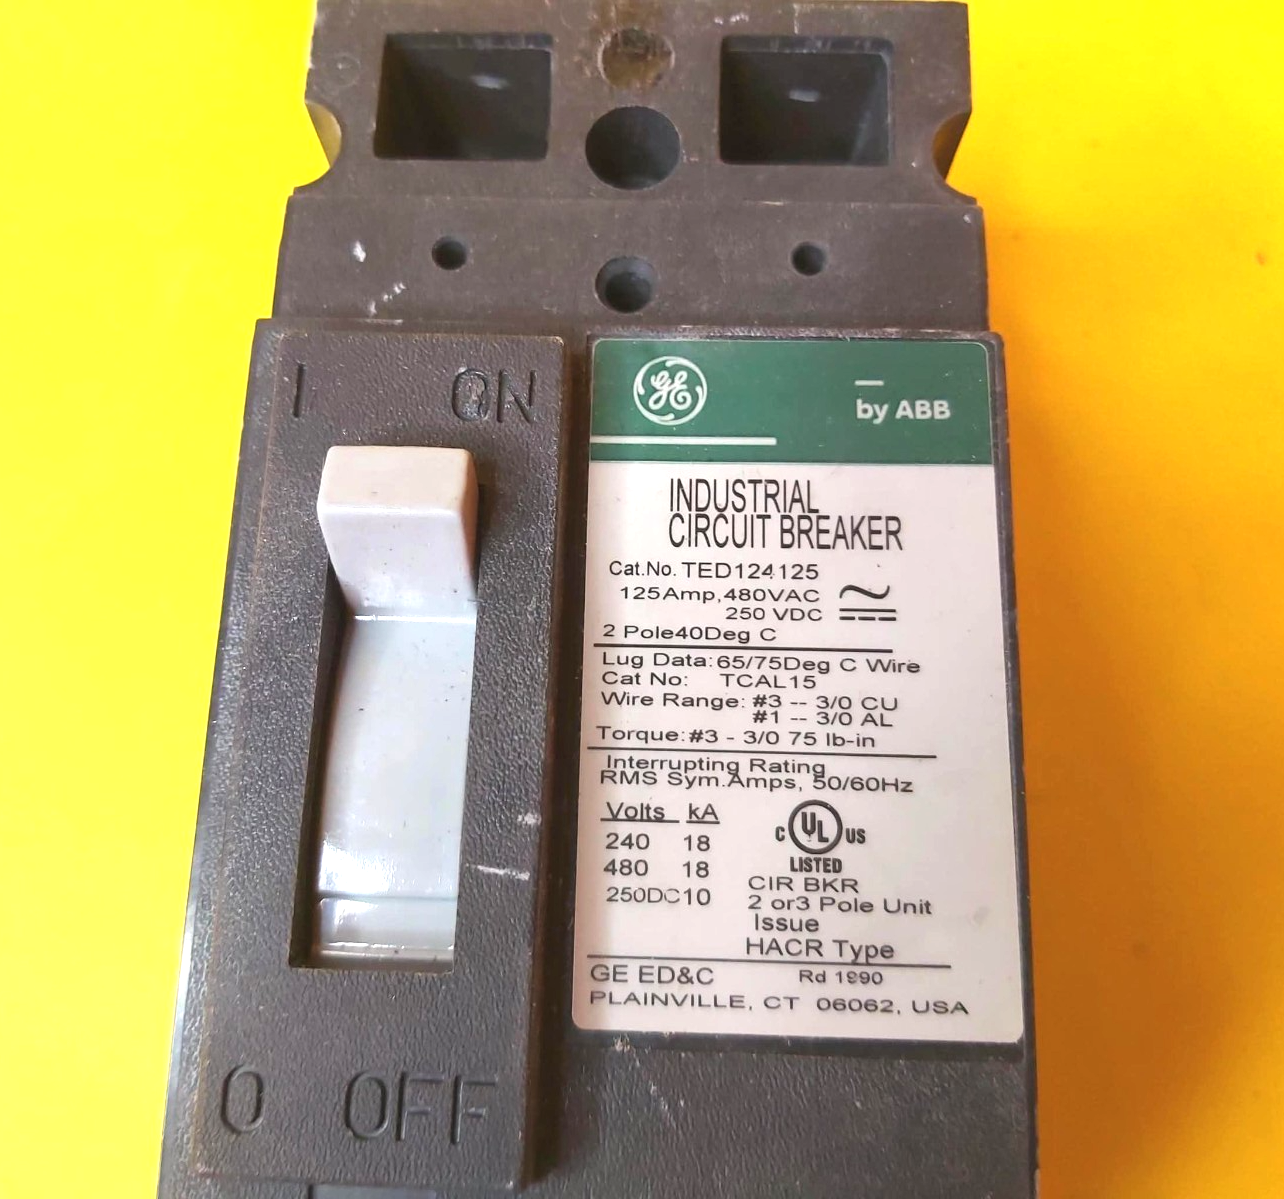 I ON
GE by ABB
INDUSTRIAL
CIRCUIT BREAKER
Cat.No. TED124125
125Amp,480VAC
250 VDC
2 Pole40Deg C
Lug Data:65/75Deg C Wire
Cat No: TCAL15
Wire Range: #3 -- 3/0 CU
#1 -- 3/0 AL
Torque:#3 - 3/0 75 lb-in
Interrupting Rating
RMS Sym.Amps, 50/60Hz
Volts kA
240 18
480 18
250DC10
C UL US
LISTED
CIR BKR
2 or3 Pole Unit
Issue
HACR Type
GE ED&C Rd 1990
PLAINVILLE, CT 06062, USA
O OFF